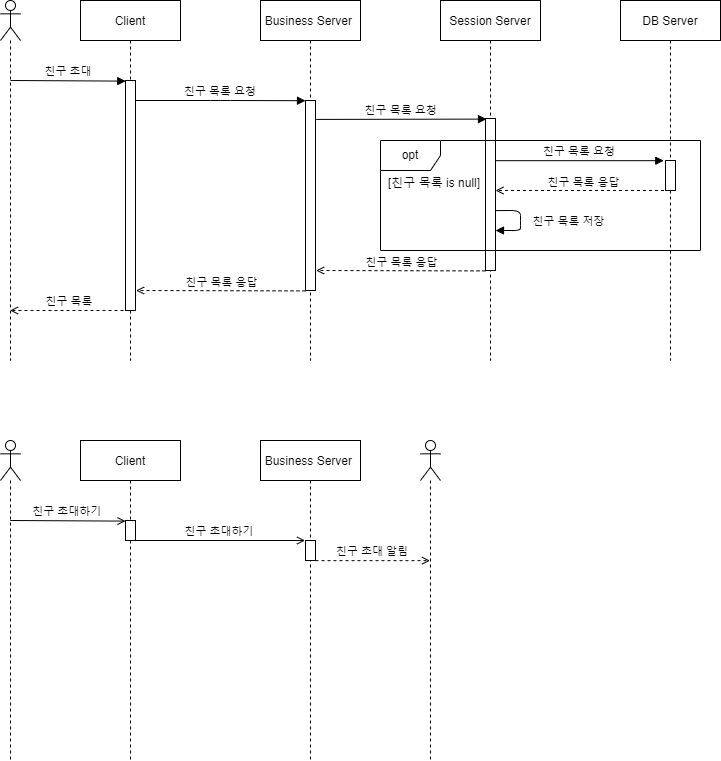 Client
Business Server
Session Server
DB Server
친구 초대
친구 목록 요청
친구 목록 요청
친구 목록 요청
opt
[친구 목록 is null]
친구 목록 응답
친구 목록 저장
친구 목록 응답
친구 목록 응답
친구 목록
Client
Business Server
친구 초대하기
친구 초대하기
친구 초대 알림